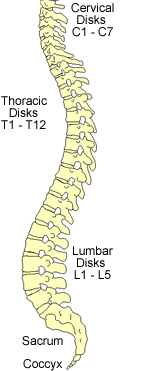 Cervical
Disks
C1 - C7
Thoracic
Disks
T1 - T12
Lumbar
Disks
L1 - L5
Sacrum
Coccyx